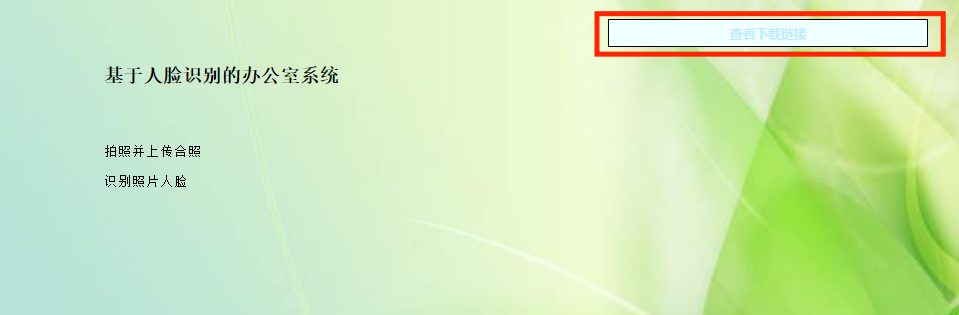 查看下载链接
基于人脸识别的办公室系统
拍照并上传合照
识别照片人脸